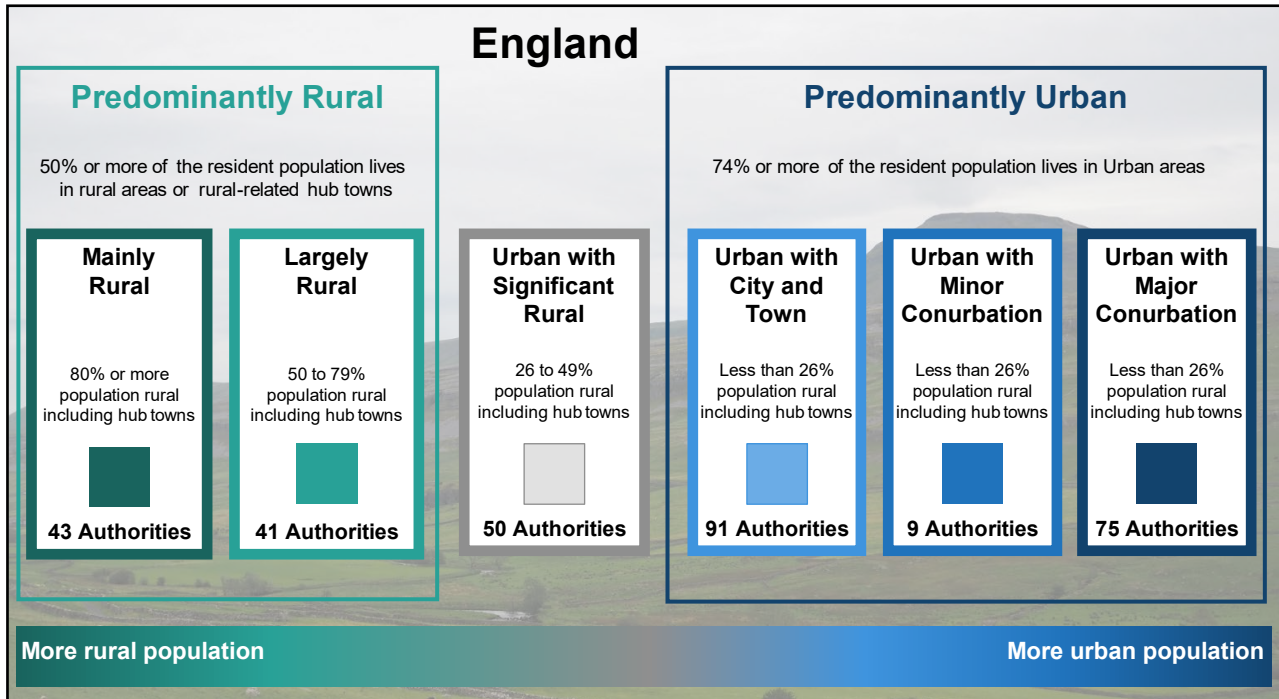 England
Predominantly Rural
50% or more of the resident population lives
in rural areas or rural-related hub towns
Mainly
Rural
80% or more
population rural
including hub towns
43 Authorities
Largely
Rural
50 to 79%
population rural
including hub towns
41 Authorities
Urban with
Significant
Rural
26 to 49%
population rural
including hub towns
50 Authorities
Predominantly Urban
74% or more of the resident population lives in Urban areas
Urban with
City and
Town
Less than 26%
population rural
including hub towns
91 Authorities
Urban with
Minor
Conurbation
Less than 26%
population rural
including hub towns
9 Authorities
Urban with
Major
Conurbation
Less than 26%
population rural
including hub towns
75 Authorities
More rural population
More urban population